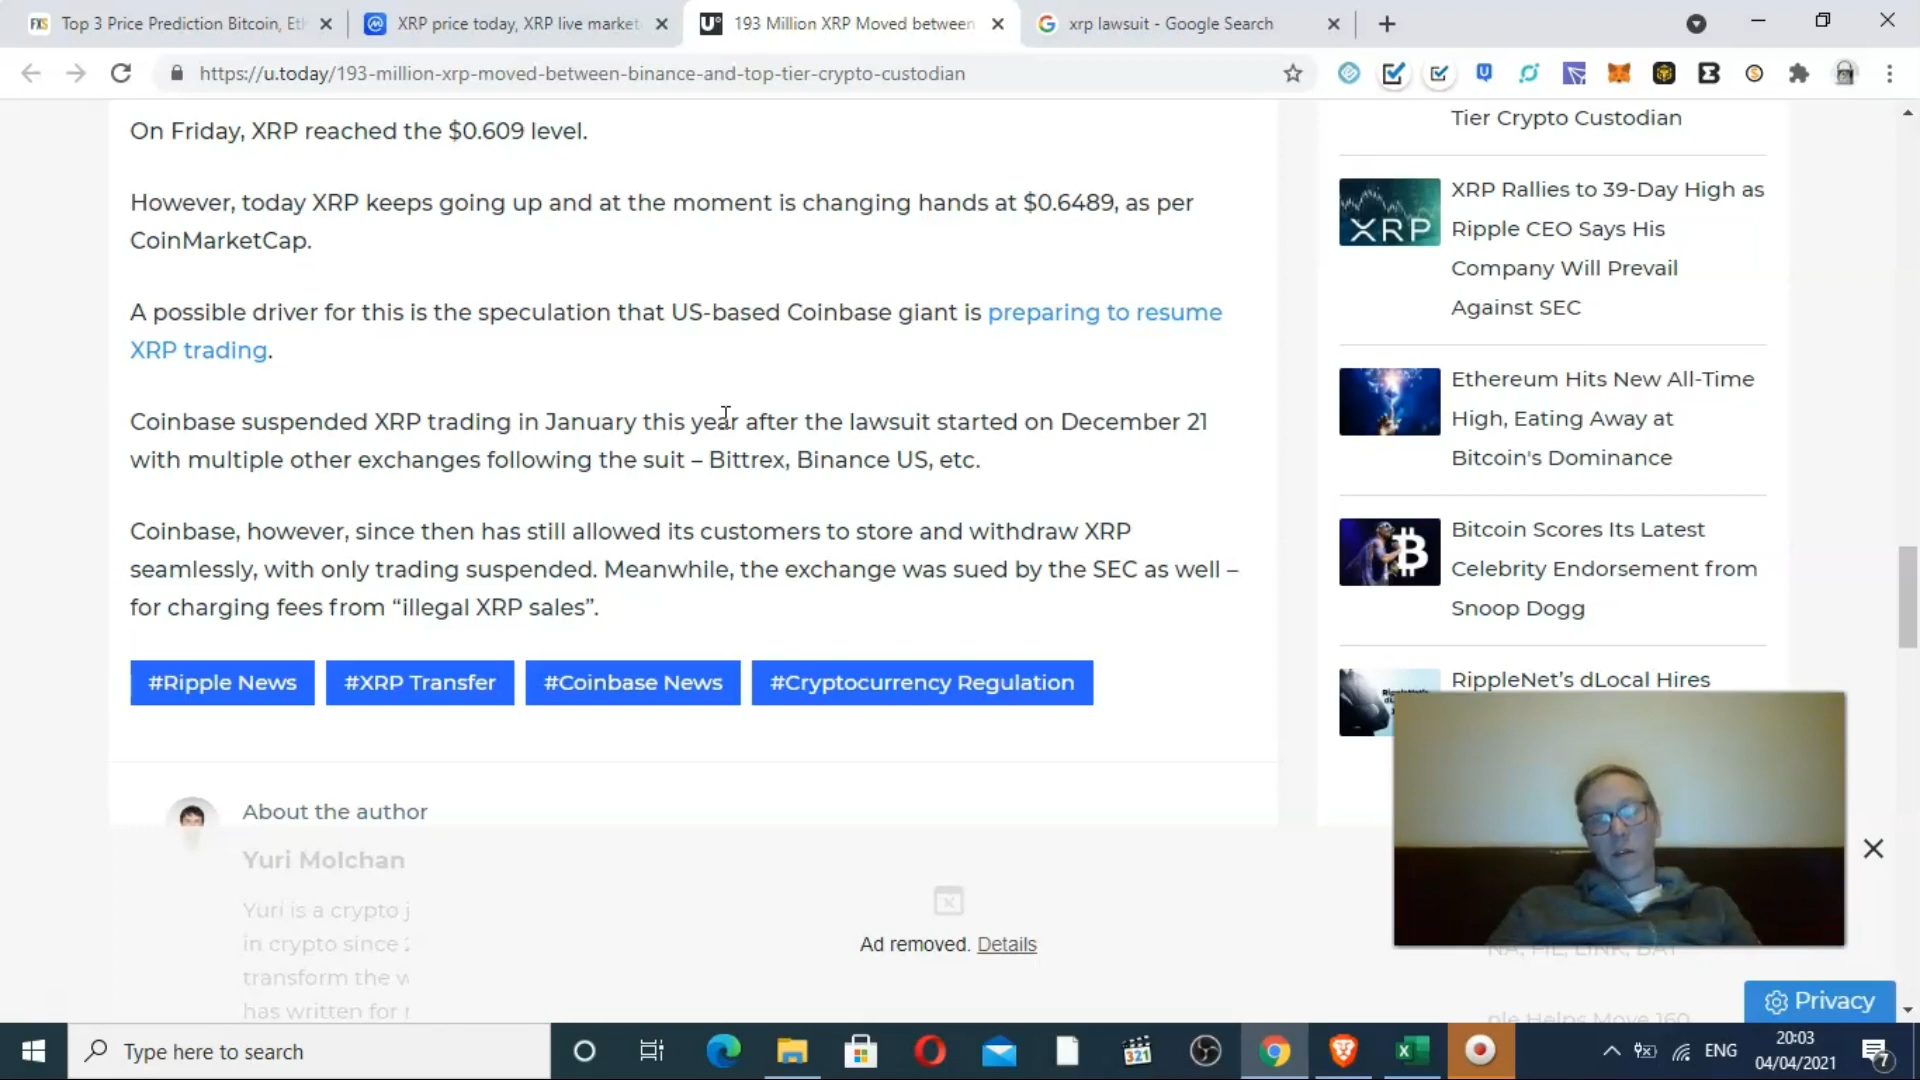 Top 3 Price Prediction Bitcoin, Eth
XRP price today, XRP live market
193 Million XRP Moved between
xrp lawsuit - Google Search
https://u.today/193-million-xrp-moved-between-binance-and-top-tier-crypto-custodian
On Friday, XRP reached the $0.609 level.
However, today XRP keeps going up and at the moment is changing hands at $0.6489, as per
CoinMarketCap.
A possible driver for this is the speculation that US-based Coinbase giant is preparing to resume
XRP trading.
Coinbase suspended XRP trading in January this year after the lawsuit started on December 21
with multiple other exchanges following the suit – Bittrex, Binance US, etc.
Coinbase, however, since then has still allowed its customers to store and withdraw XRP
seamlessly, with only trading suspended. Meanwhile, the exchange was sued by the SEC as well –
for charging fees from “illegal XRP sales”.
#Ripple News
#XRP Transfer
#Coinbase News
#Cryptocurrency Regulation
About the author
Yuri Molchan
Yuri is a crypto j
in crypto since
transform the w
has written for
Ad removed. Details
Tier Crypto Custodian
XRP
XRP Rallies to 39-Day High as
Ripple CEO Says His
Company Will Prevail
Against SEC
Ethereum Hits New All-Time
High, Eating Away at
Bitcoin's Dominance
Bitcoin Scores Its Latest
Celebrity Endorsement from
Snoop Dogg
RippleNet’s dLocal Hires
NA, FIL, LINK, BAT
ple Helps Move 160
Privacy
Type here to search
321
ENG
20:03
04/04/2021
7